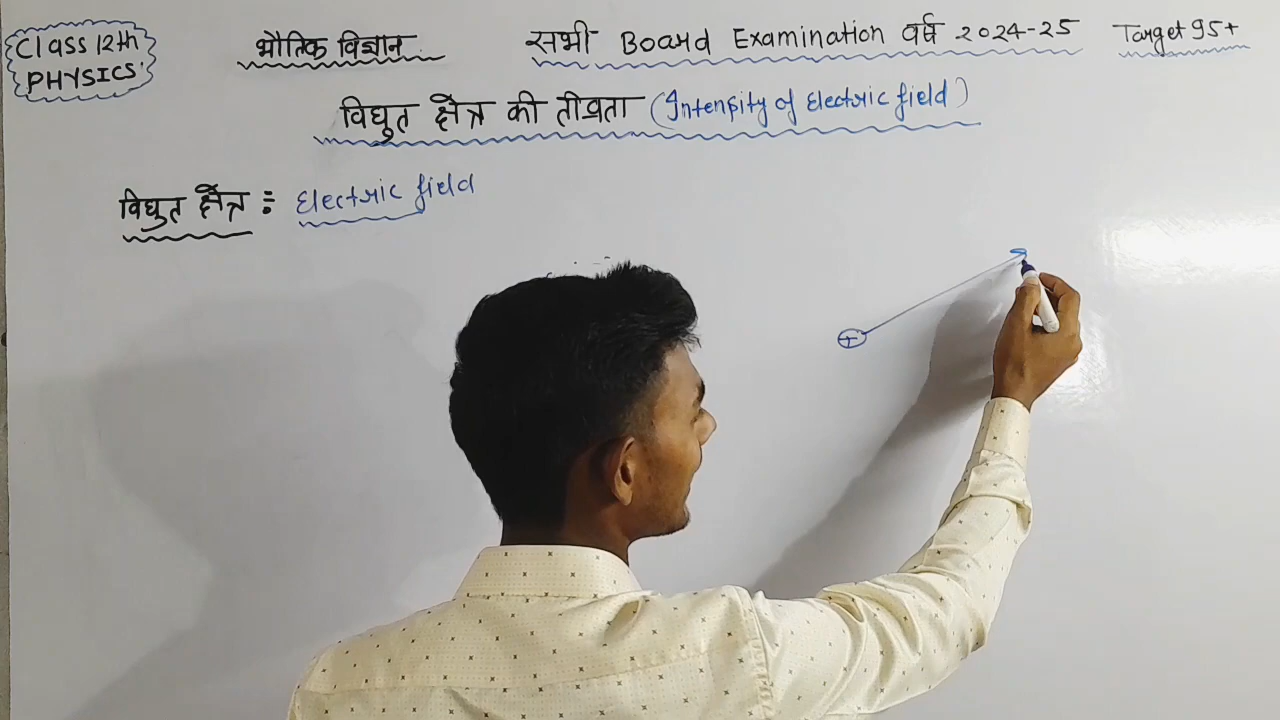 Class 12th
PHYSICS
भौतिक विज्ञान
सभी Board Examination वर्ष 2024-25
Target 95+
विद्युत क्षेत्र की तीव्रता (Intensity of Electric field)
विद्युत क्षेत्र : Electric field
+